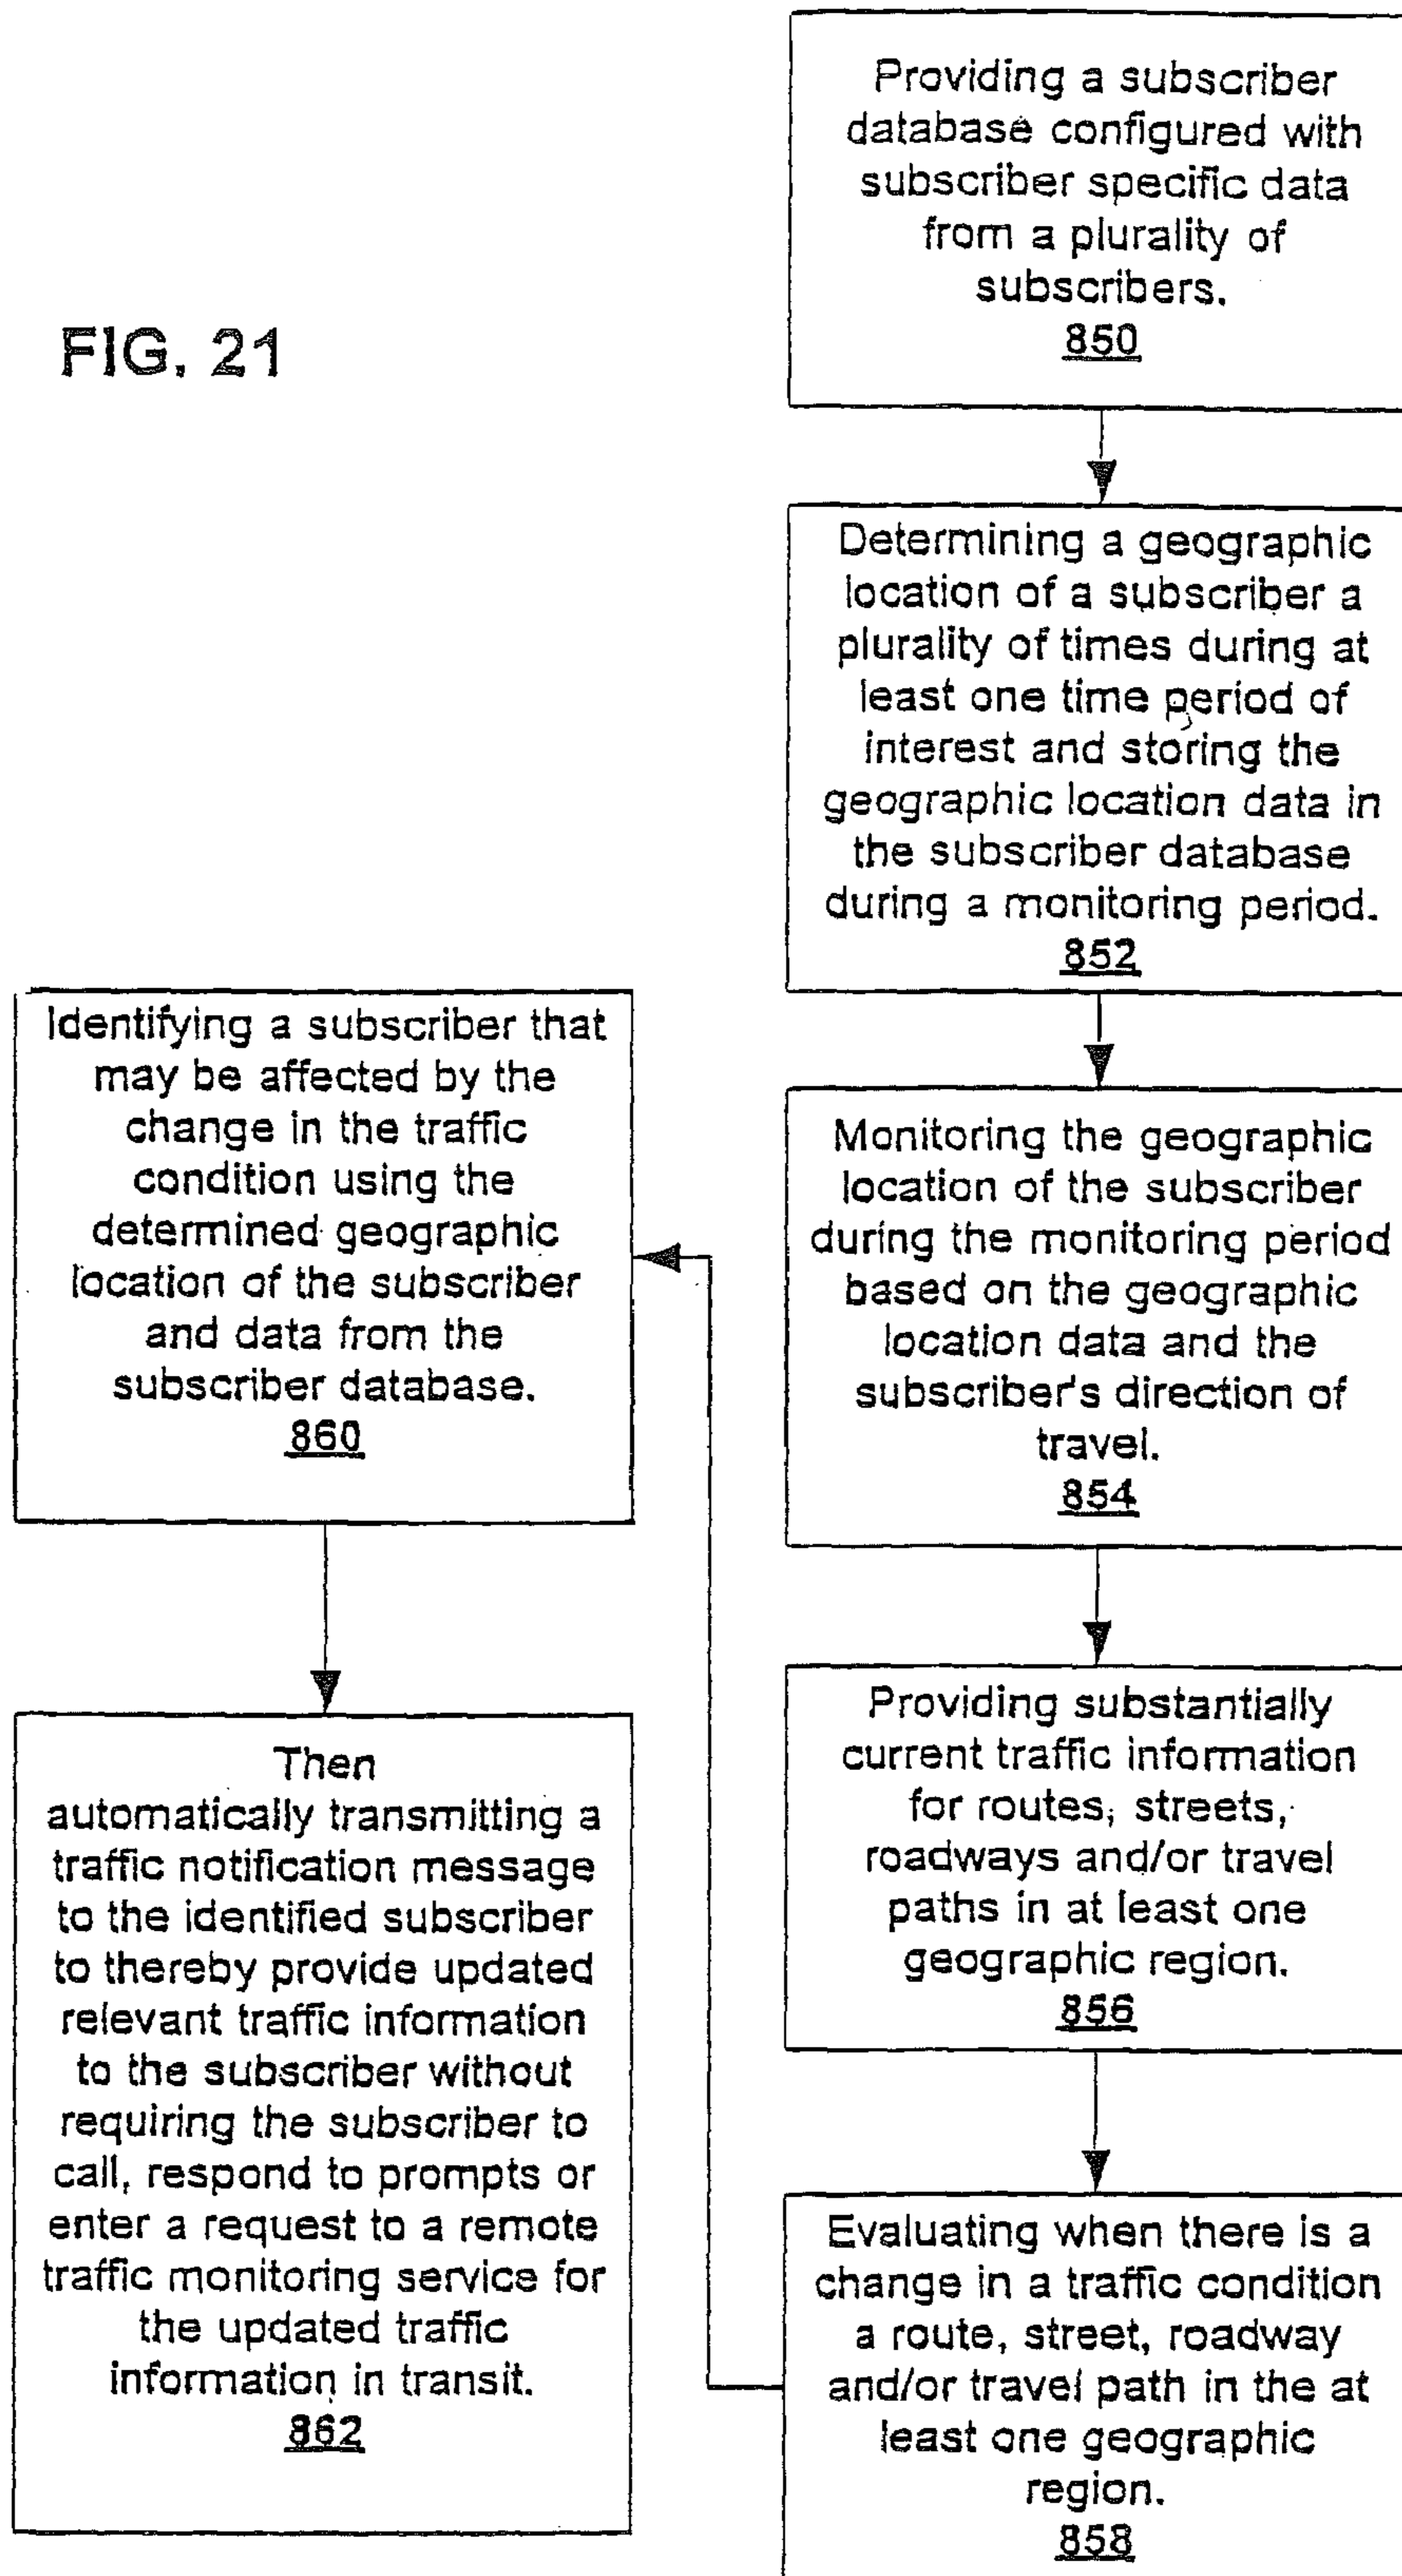 FIG. 21
Providing a subscriber
database configured with
subscriber specific data
from a plurality of
subscribers.
850
Determining a geographic
location of a subscriber a
plurality of times during at
least one time period of
interest and storing the
geographic location data in
the subscriber database
during a monitoring period.
852
Monitoring the geographic
location of the subscriber
during the monitoring period
based on the geographic
location data and the
subscriber's direction of
travel.
854
Providing substantially
current traffic information
for routes, streets,
roadways and/or travel
paths in at least one
geographic region.
856
Evaluating when there is a
change in a traffic condition
a route, street, roadway
and/or travel path in the at
least one geographic
region.
858
Identifying a subscriber that
may be affected by the
change in the traffic
condition using the
determined geographic
location of the subscriber
and data from the
subscriber database.
860
Then
automatically transmitting a
traffic notification message
to the identified subscriber
to thereby provide updated
relevant traffic information
to the subscriber without
requiring the subscriber to
call, respond to prompts or
enter a request to a remote
traffic monitoring service for
the updated traffic
information in transit.
862